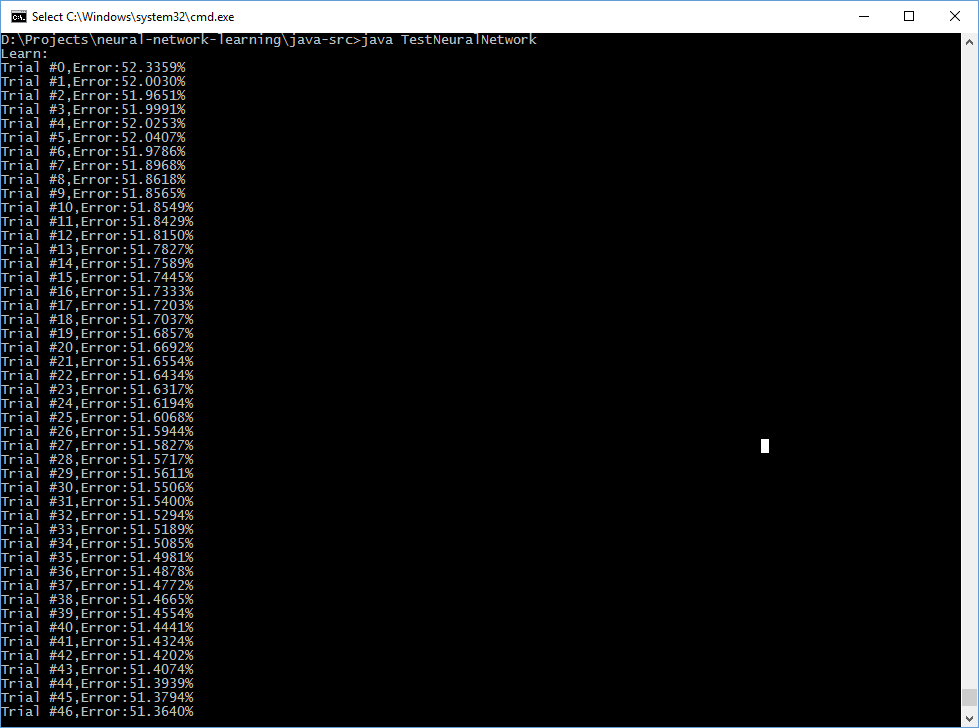 Select C:\Windows\system32\cmd.exe
D:\Projects\neural-network-learning\java-src>java TestNeuralNetwork
Learn:
Trial #0,Error:52.3359%
Trial #1,Error:52.0030%
Trial #2,Error:51.9651%
Trial #3,Error:51.9991%
Trial #4,Error:52.0253%
Trial #5,Error:52.0407%
Trial #6,Error:51.9786%
Trial #7,Error:51.8968%
Trial #8,Error:51.8618%
Trial #9,Error:51.8565%
Trial #10,Error:51.8549%
Trial #11,Error:51.8429%
Trial #12,Error:51.8150%
Trial #13,Error:51.7827%
Trial #14,Error:51.7589%
Trial #15,Error:51.7445%
Trial #16,Error:51.7333%
Trial #17,Error:51.7203%
Trial #18,Error:51.7037%
Trial #19,Error:51.6857%
Trial #20,Error:51.6692%
Trial #21,Error:51.6554%
Trial #22,Error:51.6434%
Trial #23,Error:51.6317%
Trial #24,Error:51.6194%
Trial #25,Error:51.6068%
Trial #26,Error:51.5944%
Trial #27,Error:51.5827%
Trial #28,Error:51.5717%
Trial #29,Error:51.5611%
Trial #30,Error:51.5506%
Trial #31,Error:51.5400%
Trial #32,Error:51.5294%
Trial #33,Error:51.5189%
Trial #34,Error:51.5085%
Trial #35,Error:51.4981%
Trial #36,Error:51.4878%
Trial #37,Error:51.4772%
Trial #38,Error:51.4665%
Trial #39,Error:51.4554%
Trial #40,Error:51.4441%
Trial #41,Error:51.4324%
Trial #42,Error:51.4202%
Trial #43,Error:51.4074%
Trial #44,Error:51.3939%
Trial #45,Error:51.3794%
Trial #46,Error:51.3640%